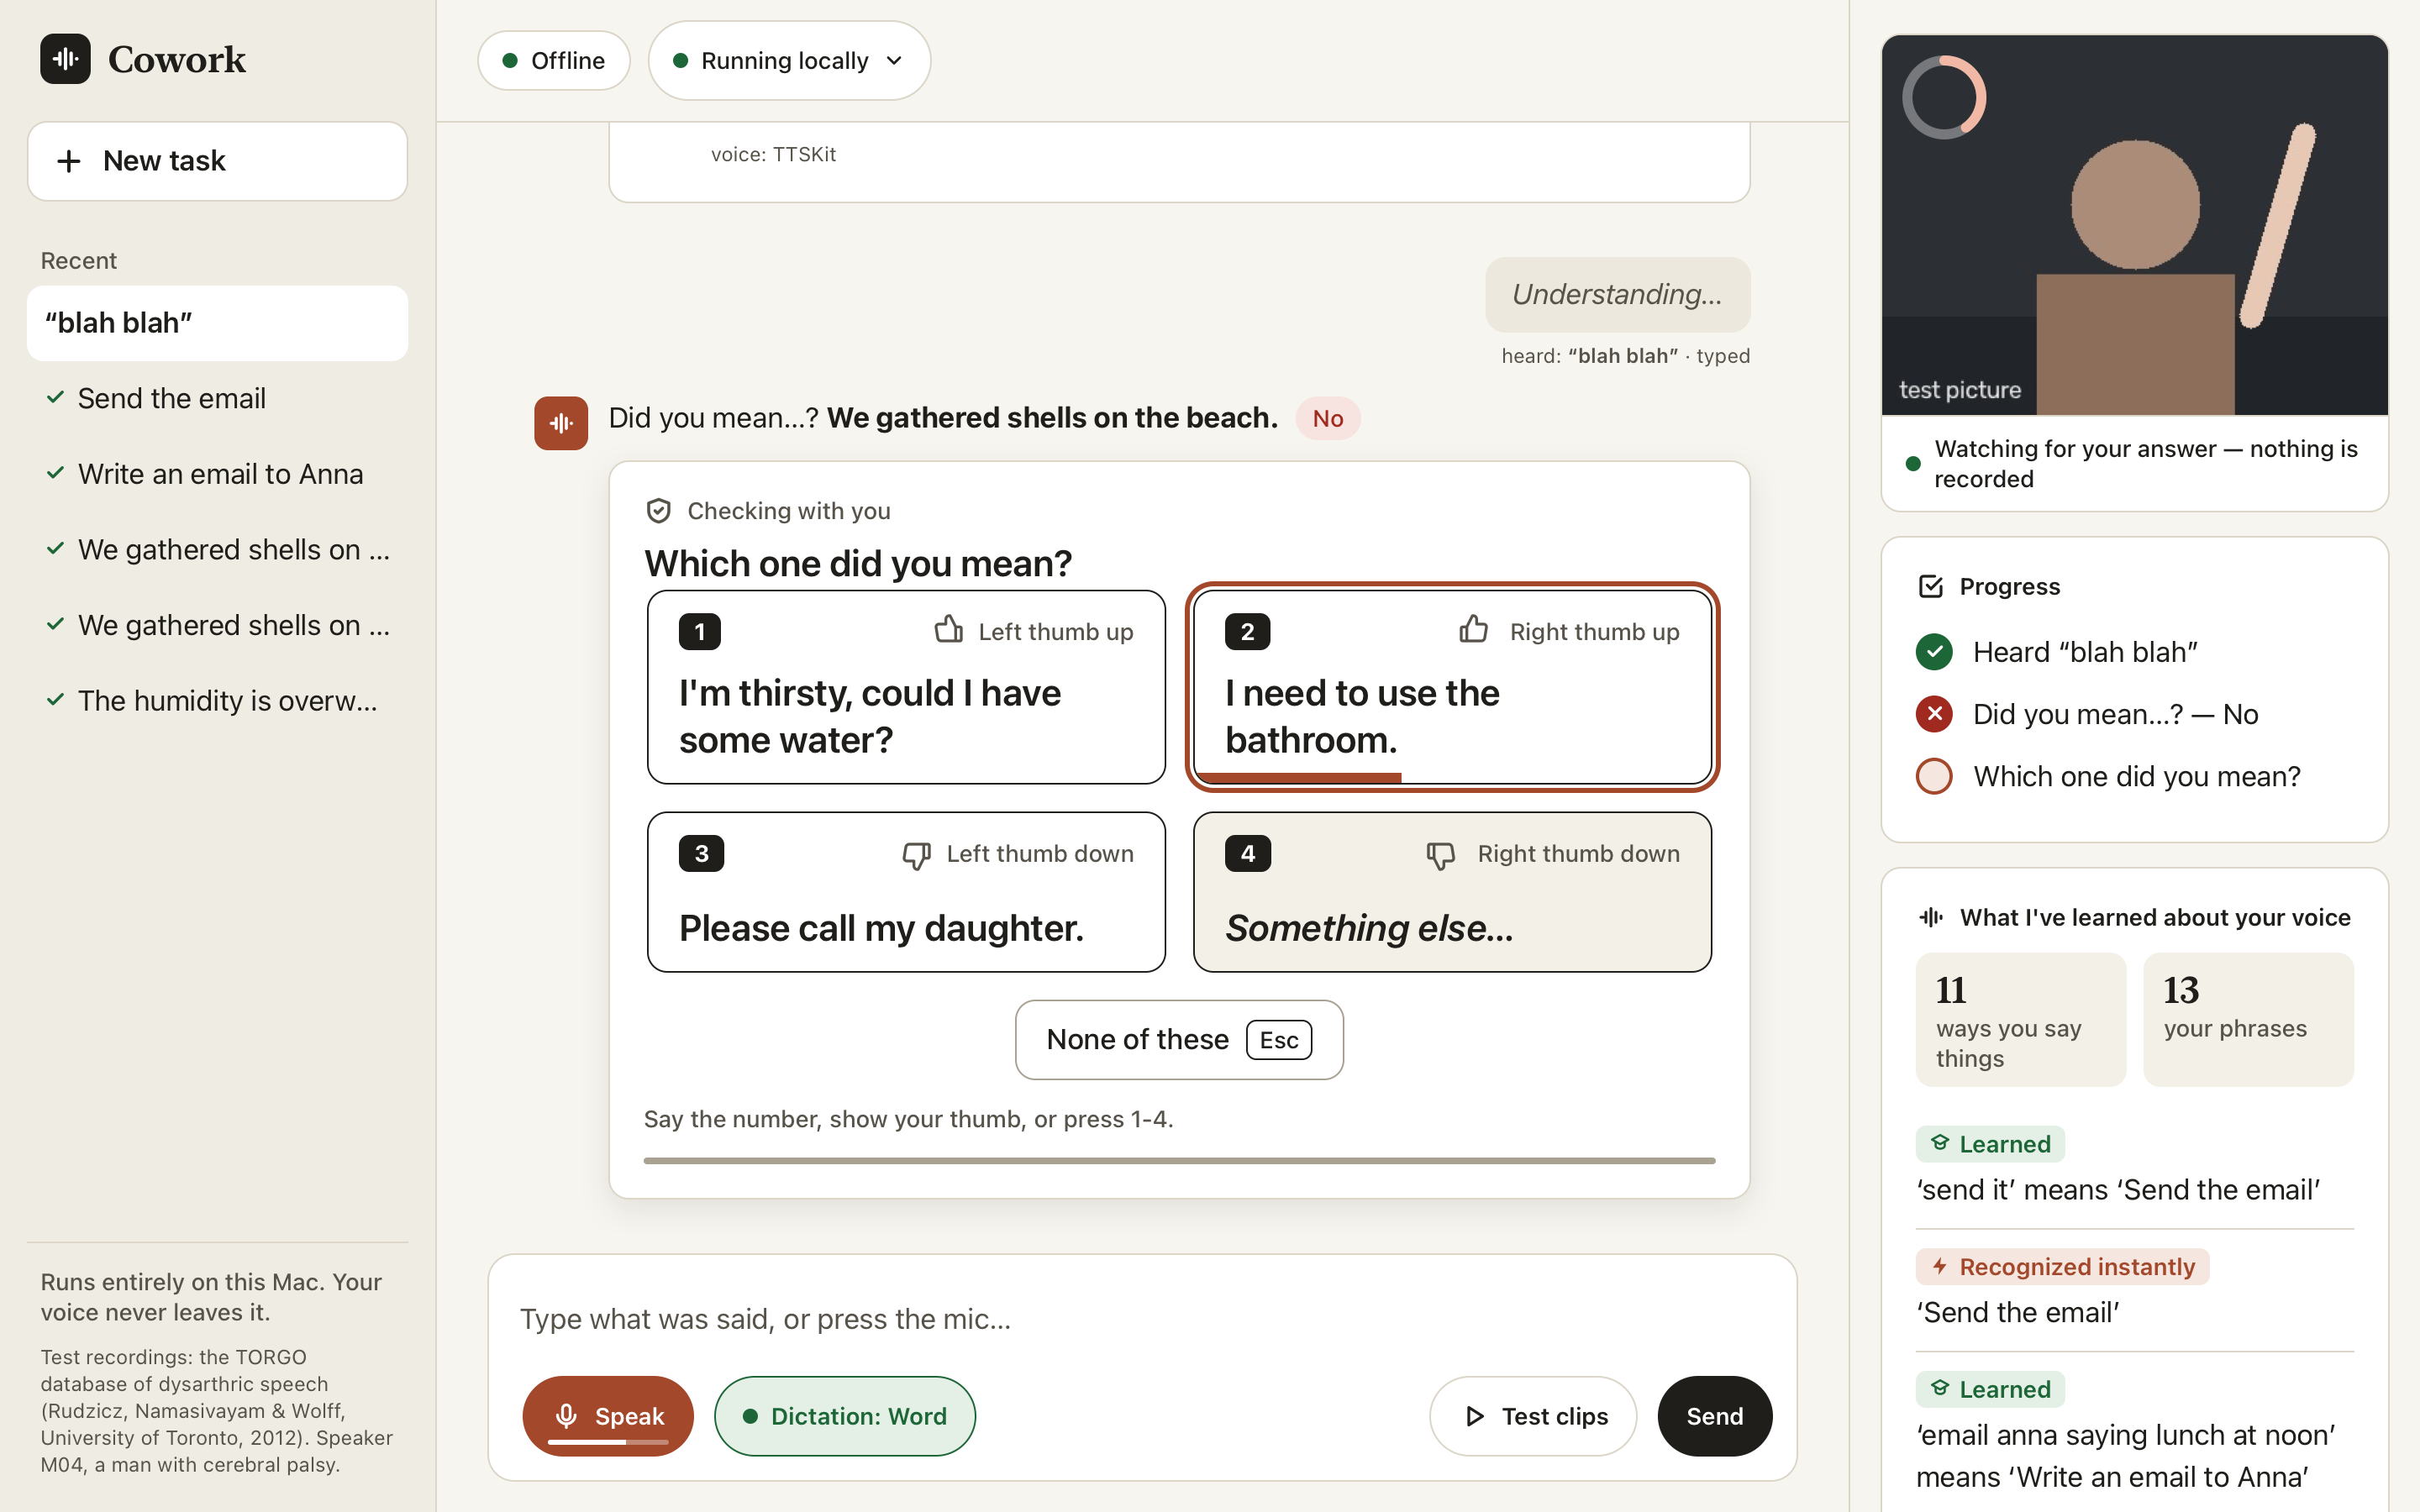 Cowork
New task
Recent
“blah blah”
Send the email
Write an email to Anna
We gathered shells on ...
We gathered shells on ...
The humidity is overw...
Runs entirely on this Mac. Your
voice never leaves it.
Test recordings: the TORGO
database of dysarthric speech
(Rudzicz, Namasivayam & Wolff,
University of Toronto, 2012). Speaker
M04, a man with cerebral palsy.
Offline
Running locally
voice: TTSKit
Understanding...
heard: “blah blah” · typed
Did you mean...? We gathered shells on the beach. No
Checking with you
Which one did you mean?
1 Left thumb up
I'm thirsty, could I have
some water?
2 Right thumb up
I need to use the
bathroom.
3 Left thumb down
Please call my daughter.
4 Right thumb down
Something else...
None of these Esc
Say the number, show your thumb, or press 1-4.
Type what was said, or press the mic...
Speak
Dictation: Word
Test clips
Send
test picture
Watching for your answer — nothing is
recorded
Progress
Heard “blah blah”
Did you mean...? — No
Which one did you mean?
What I've learned about your voice
11
ways you say
things
13
your phrases
Learned
‘send it’ means ‘Send the email’
Recognized instantly
‘Send the email’
Learned
‘email anna saying lunch at noon’
means ‘Write an email to Anna’